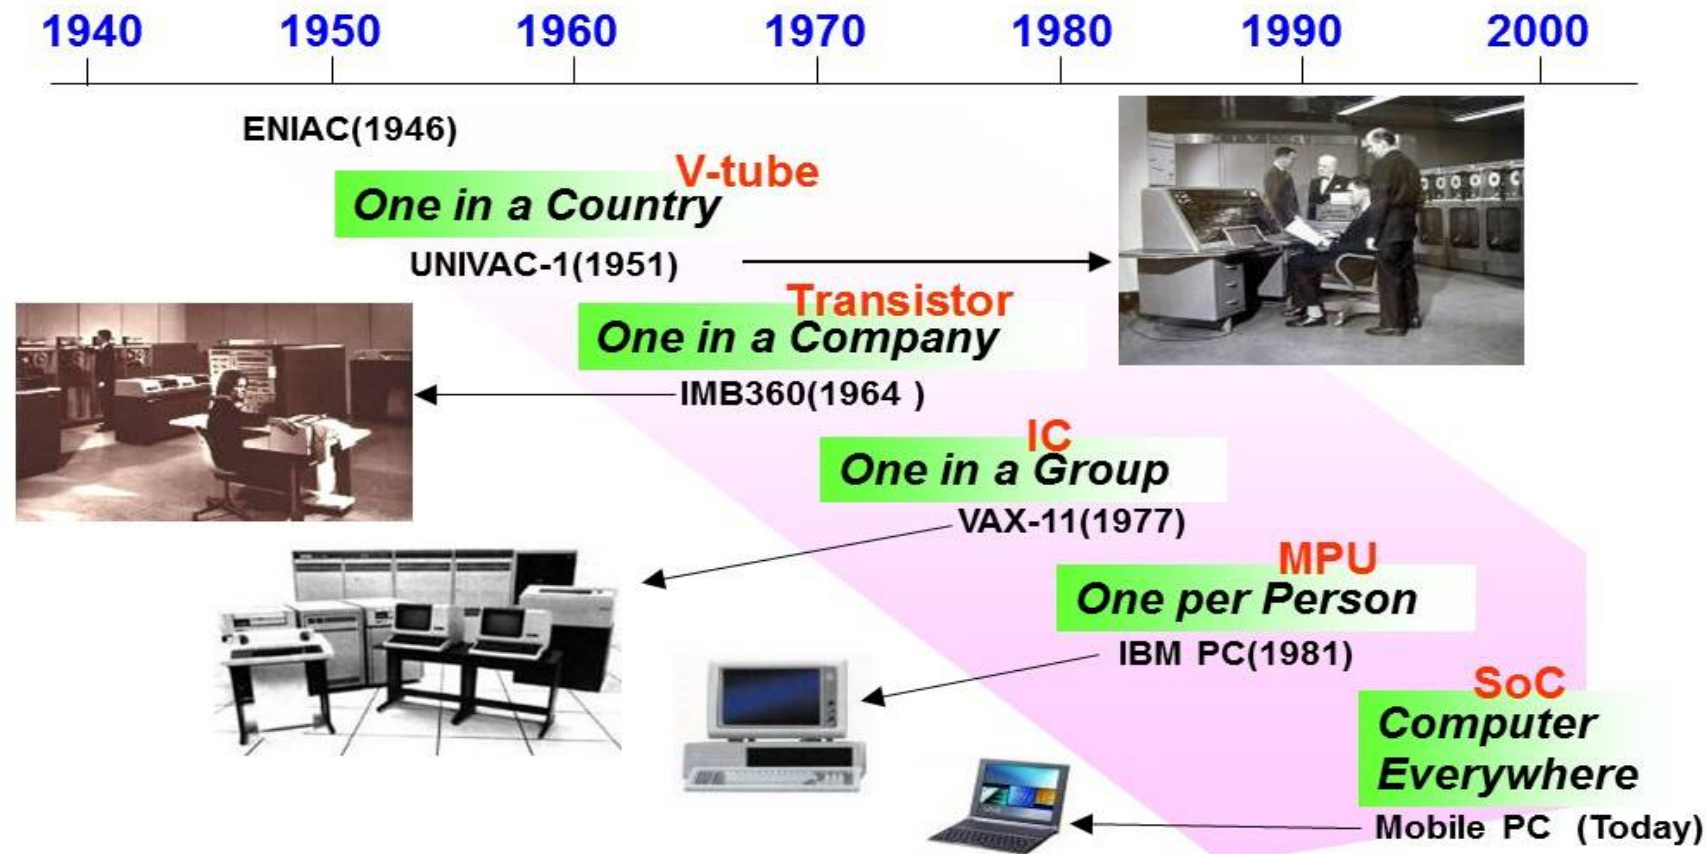 1940 1950 1960 1970 1980 1990 2000
ENIAC(1946)
V-tube
One in a Country
UNIVAC-1(1951)
Transistor
One in a Company
IMB360(1964 )
IC
One in a Group
VAX-11(1977)
MPU
One per Person
IBM PC(1981)
SoC
Computer
Everywhere
Mobile PC (Today)